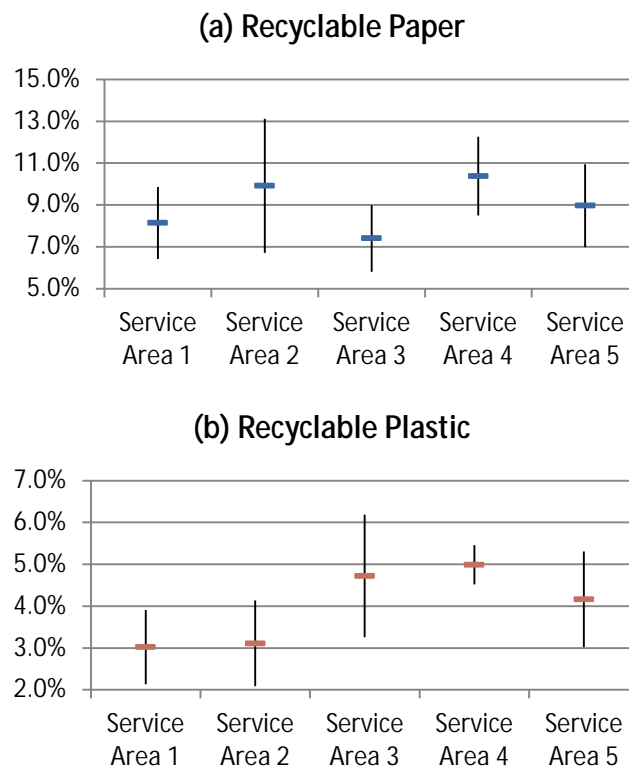 (a) Recyclable Paper
15.0%
13.0%
11.0%
9.0%
7.0%
5.0%
Service Service Service Service Service
Area 1 Area 2 Area 3 Area 4 Area 5
(b) Recyclable Plastic
7.0%
6.0%
5.0%
4.0%
3.0%
2.0%
Service Service Service Service Service
Area 1 Area 2 Area 3 Area 4 Area 5